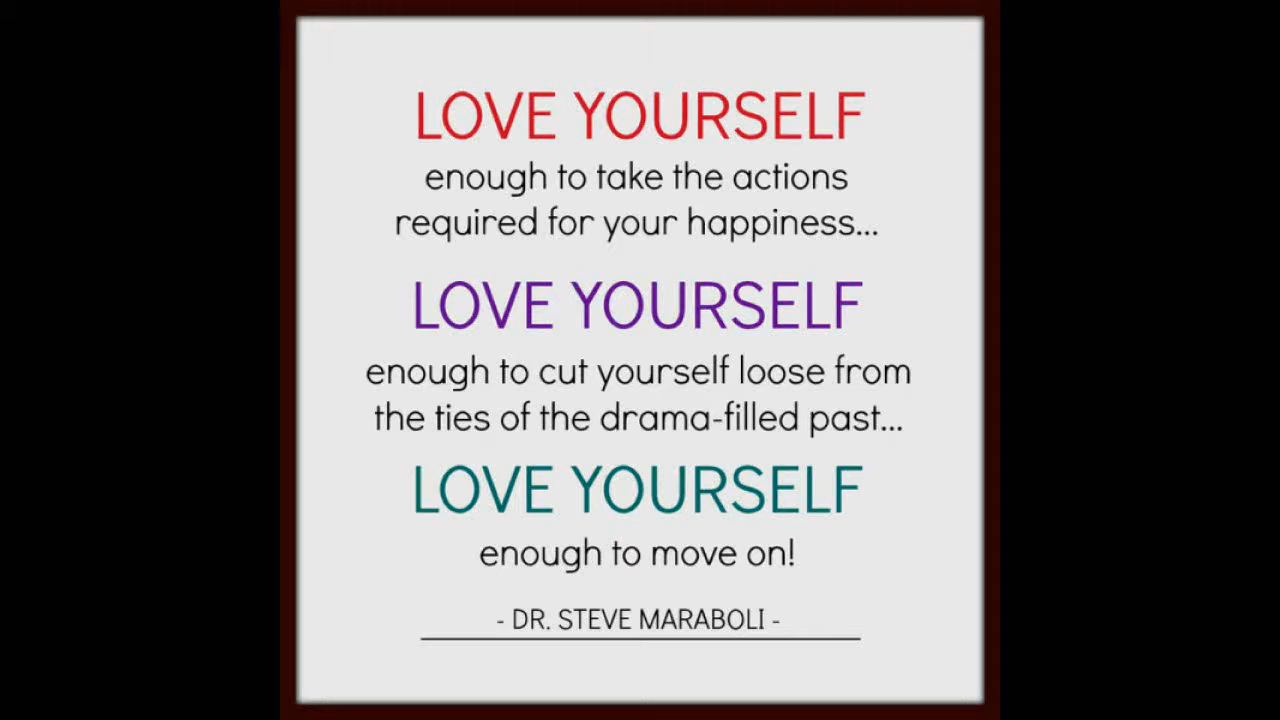 LOVE YOURSELF
enough to take the actions
required for your happiness...
LOVE YOURSELF
enough to cut yourself loose from
the ties of the drama-filled past...
LOVE YOURSELF
enough to move on!
- DR. STEVE MARABOLI -